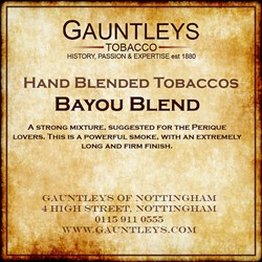 GAUNTLEYS
TOBACCO
HISTORY, PASSION & EXPERTISE est 1880
HAND BLENDED TOBACCOS
BAYOU BLEND
A STRONG MIXTURE, SUGGESTED FOR THE PERIQUE
LOVERS. THIS IS A POWERFUL SMOKE, WITH AN EXTREMELY
LONG AND FIRM FINISH.
GAUNTLEYS OF NOTTINGHAM
4 HIGH STREET, NOTTINGHAM
0115 911 0555
WWW.GAUNTLEYS.COM